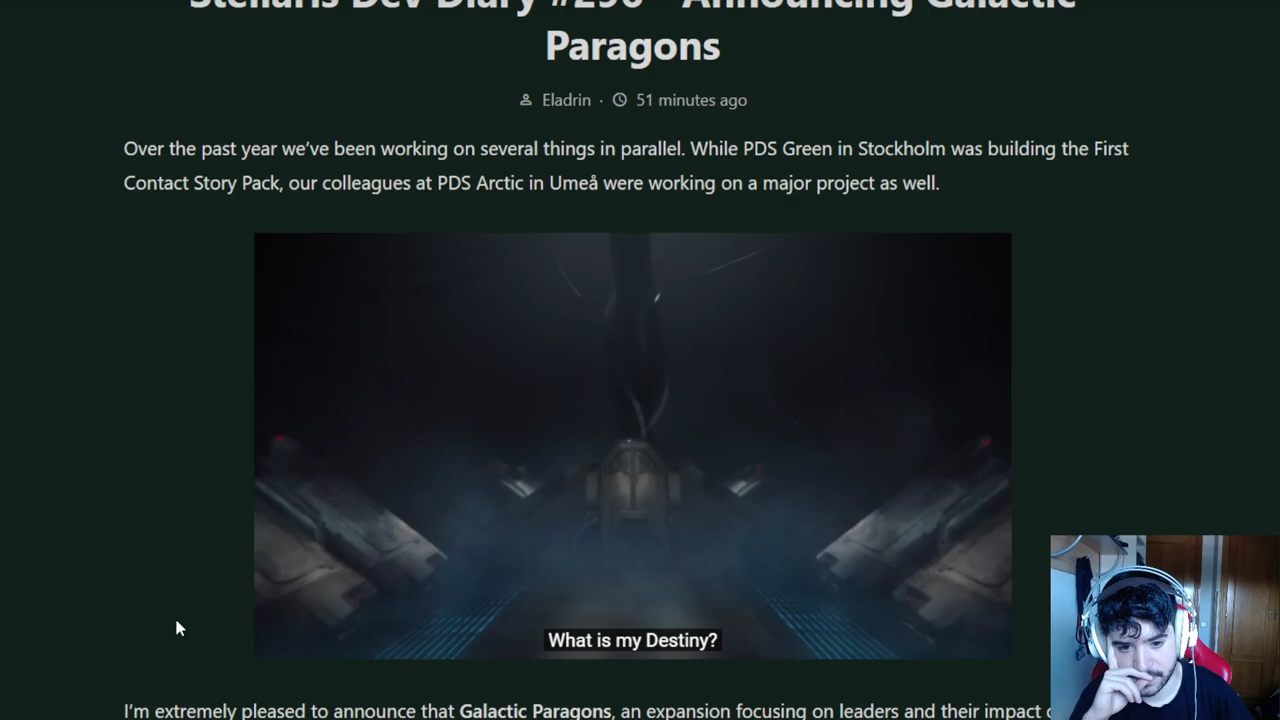 Stellaris Dev Diary #296 - Announcing Galactic
Paragons
Eladrin · 51 minutes ago
Over the past year we’ve been working on several things in parallel. While PDS Green in Stockholm was building the First
Contact Story Pack, our colleagues at PDS Arctic in Umeå were working on a major project as well.
What is my Destiny?
I’m extremely pleased to announce that Galactic Paragons, an expansion focusing on leaders and their impact